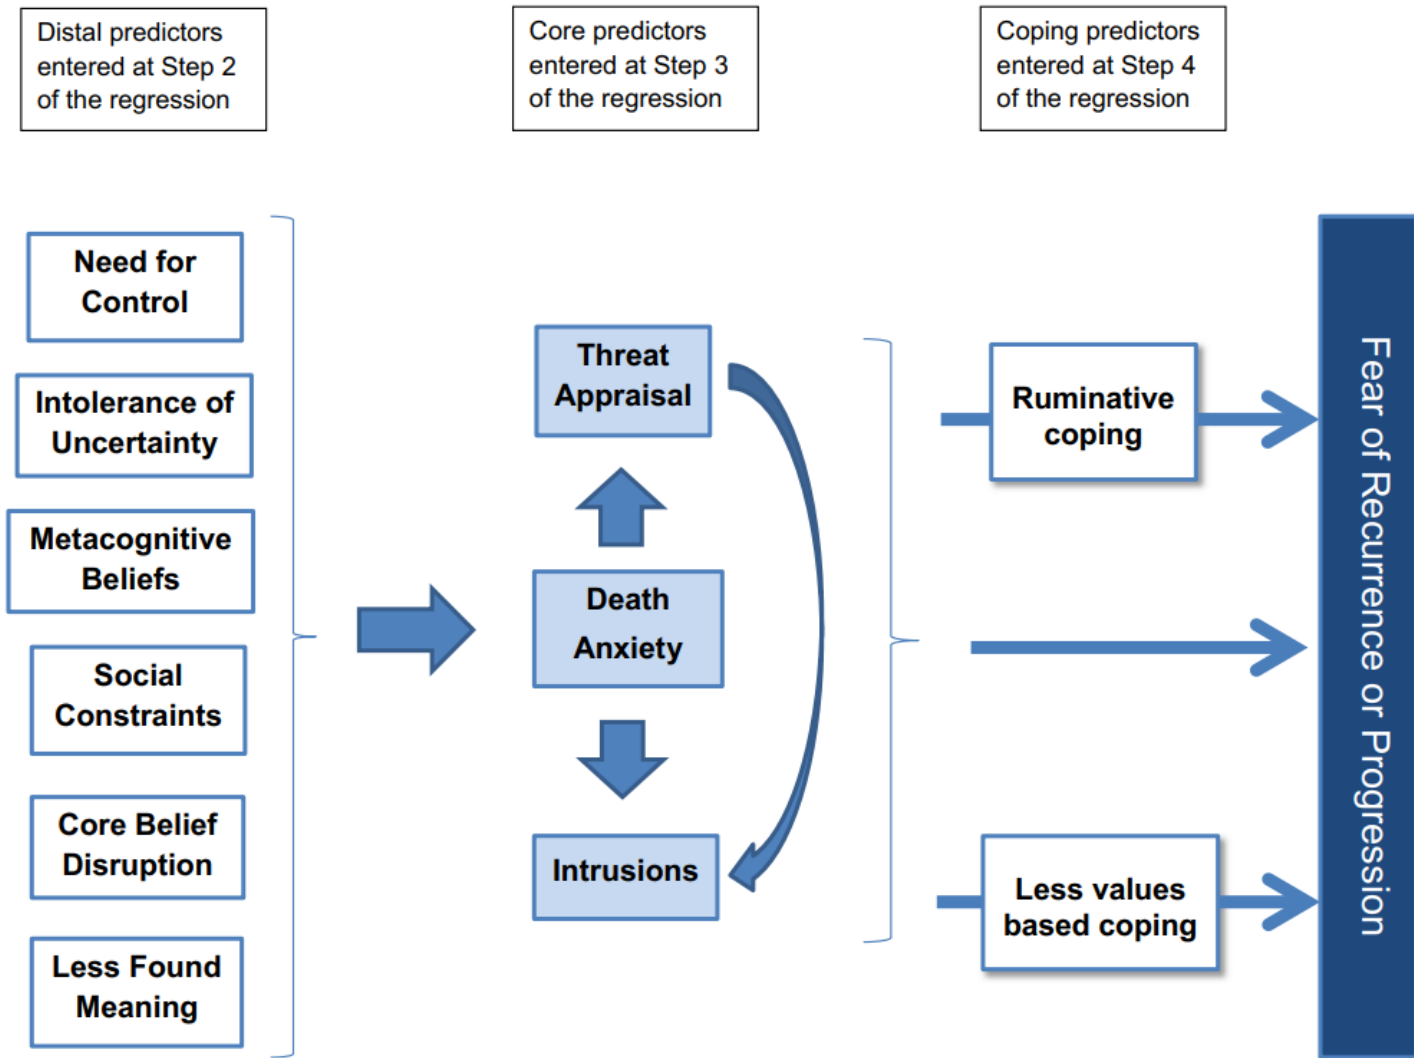 Distal predictors
entered at Step 2
of the regression
Core predictors
entered at Step 3
of the regression
Coping predictors
entered at Step 4
of the regression
Need for
Control
Intolerance of
Uncertainty
Metacognitive
Beliefs
Social
Constraints
Core Belief
Disruption
Less Found
Meaning
Threat
Appraisal
Death
Anxiety
Intrusions
Ruminative
coping
Less values
based coping
Fear of Recurrence or Progression